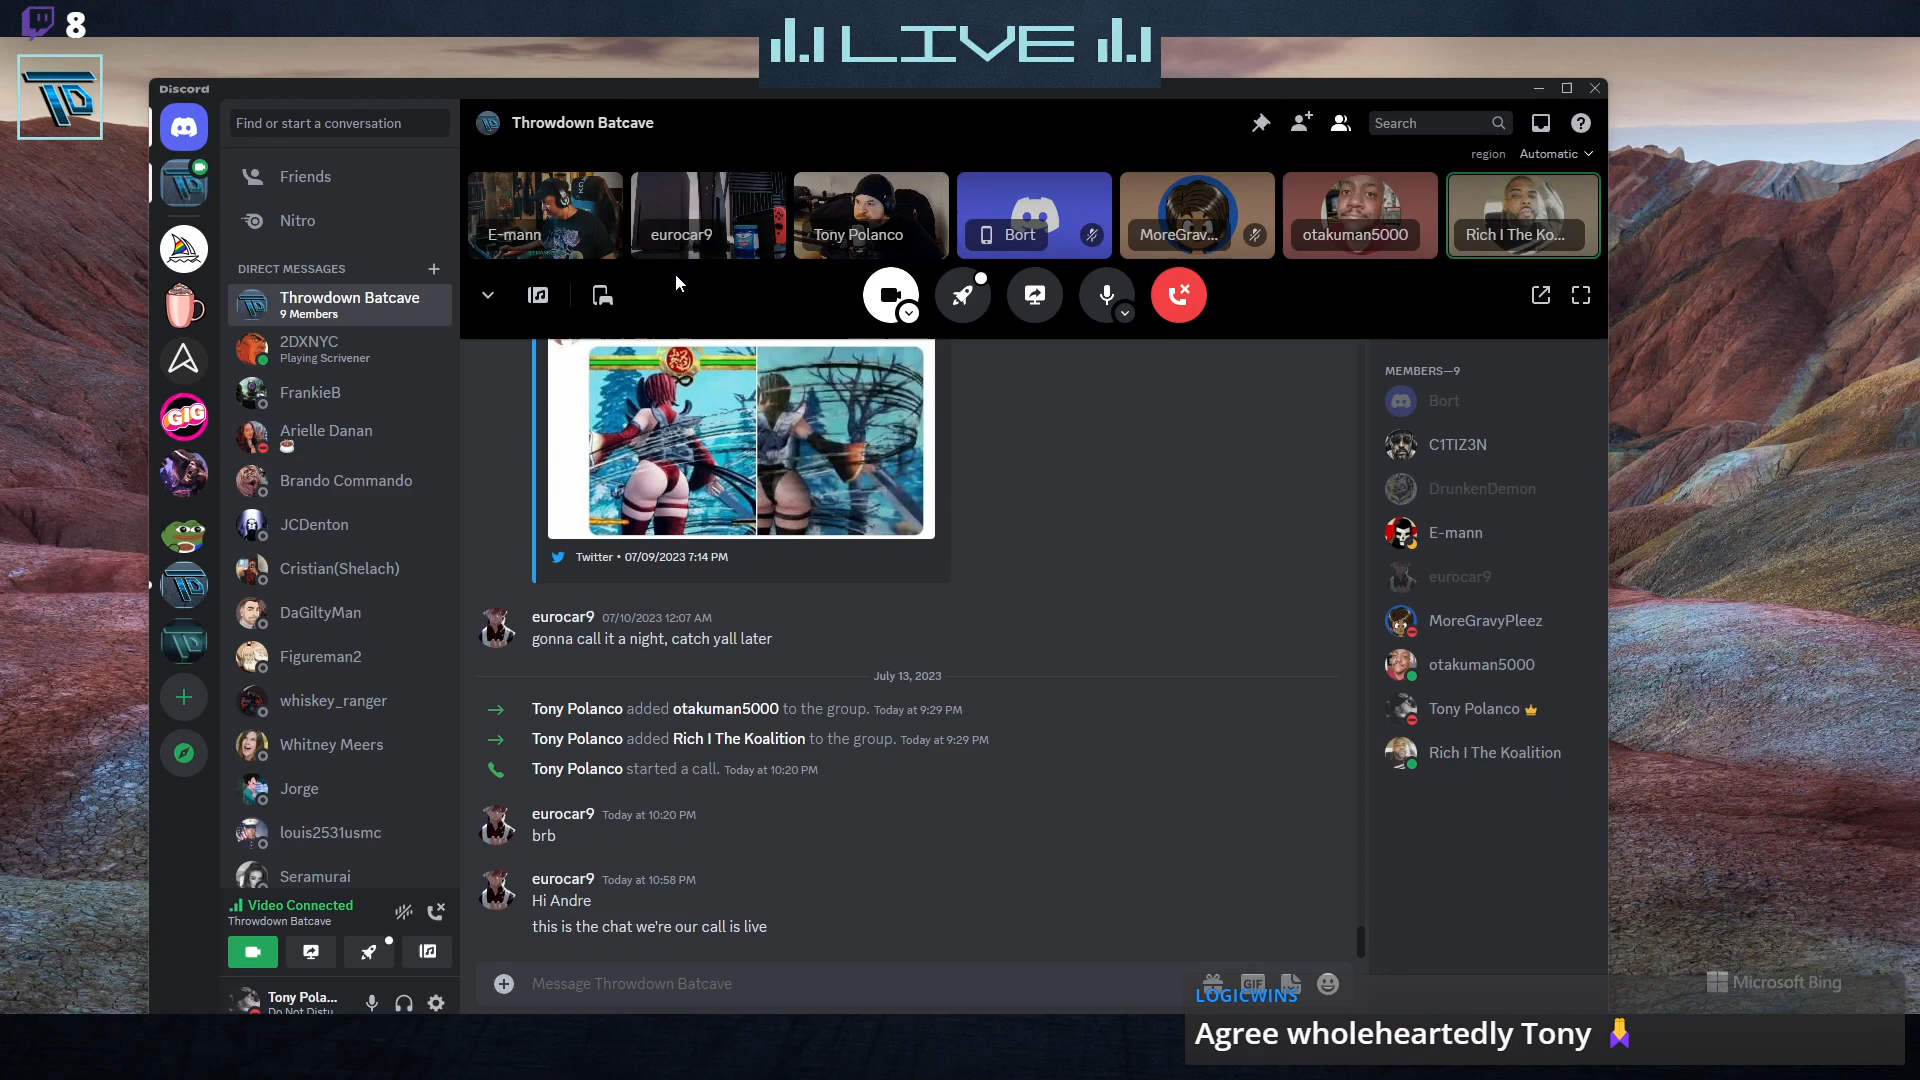 8
LIVE
Discord
Find or start a conversation
Throwdown Batcave
Search
region Automatic
Friends
Nitro
E-mann
eurocar9
Tony Polanco
Bort
MoreGrav...
otakuman5000
Rich I The Ko...
DIRECT MESSAGES
Throwdown Batcave
9 Members
2DXNYC
Playing Scrivener
FrankieB
Arielle Danan
Brando Commando
JCDenton
Cristian(Shelach)
DaGiltyMan
Figureman2
whiskey_ranger
Whitney Meers
Jorge
louis2531usmc
Seramurai
GIG
Video Connected
Throwdown Batcave
Tony Pola...
Do Not Distu
Twitter • 07/09/2023 7:14 PM
eurocar9 07/10/2023 12:07 AM
gonna call it a night, catch yall later
July 13, 2023
Tony Polanco added otakuman5000 to the group. Today at 9:29 PM
Tony Polanco added Rich I The Koalition to the group. Today at 9:29 PM
Tony Polanco started a call. Today at 10:20 PM
eurocar9 Today at 10:20 PM
brb
eurocar9 Today at 10:58 PM
Hi Andre
this is the chat we're our call is live
Message Throwdown Batcave
GIF
MEMBERS—9
Bort
C1TIZ3N
DrunkenDemon
E-mann
eurocar9
MoreGravyPleez
otakuman5000
Tony Polanco
Rich I The Koalition
Microsoft Bing
LOGICWINS
Agree wholeheartedly Tony